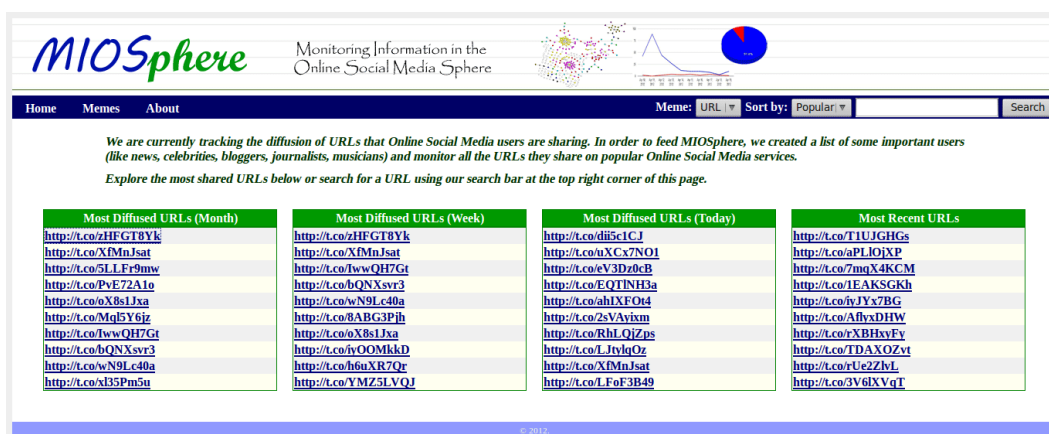 MIOSphere
Monitoring Information in the
Online Social Media Sphere
Home Memes About
Meme: URL Sort by: Popular Search
We are currently tracking the diffusion of URLs that Online Social Media users are sharing. In order to feed MIOSphere, we created a list of some important users
(like news, celebrities, bloggers, journalists, musicians) and monitor all the URLs they share on popular Online Social Media services.
Explore the most shared URLs below or search for a URL using our search bar at the top right corner of this page.
Most Diffused URLs (Month)
http://t.co/zHFGT8Yk
http://t.co/XfMnJsat
http://t.co/5LLFr9mw
http://t.co/PvE72A1o
http://t.co/oX8s1Jxa
http://t.co/Mql5Y6jz
http://t.co/IwwQH7Gt
http://t.co/bQNXsvr3
http://t.co/wN9Lc40a
http://t.co/xl35Pm5u
Most Diffused URLs (Week)
http://t.co/zHFGT8Yk
http://t.co/XfMnJsat
http://t.co/IwwQH7Gt
http://t.co/bQNXsvr3
http://t.co/wN9Lc40a
http://t.co/8ABG3Pjh
http://t.co/oX8s1Jxa
http://t.co/iyOOMkkD
http://t.co/h6uXR7Qr
http://t.co/YMZ5LVQJ
Most Diffused URLs (Today)
http://t.co/dii5c1CJ
http://t.co/uXCx7NO1
http://t.co/eV3Dz0cB
http://t.co/EQTlNH3a
http://t.co/ahIXFOt4
http://t.co/2sVAyixm
http://t.co/RhLQjZps
http://t.co/LJtylqOz
http://t.co/XfMnJsat
http://t.co/LFoF3B49
Most Recent URLs
http://t.co/T1UJGHGs
http://t.co/aPLlOjXP
http://t.co/7mqX4KCM
http://t.co/1EAKSGKh
http://t.co/iyJYx7BG
http://t.co/AflyxDHW
http://t.co/rXBHxyFy
http://t.co/TDAXOZvt
http://t.co/rUe2ZlvL
http://t.co/3V6lXVqT
© 2012.